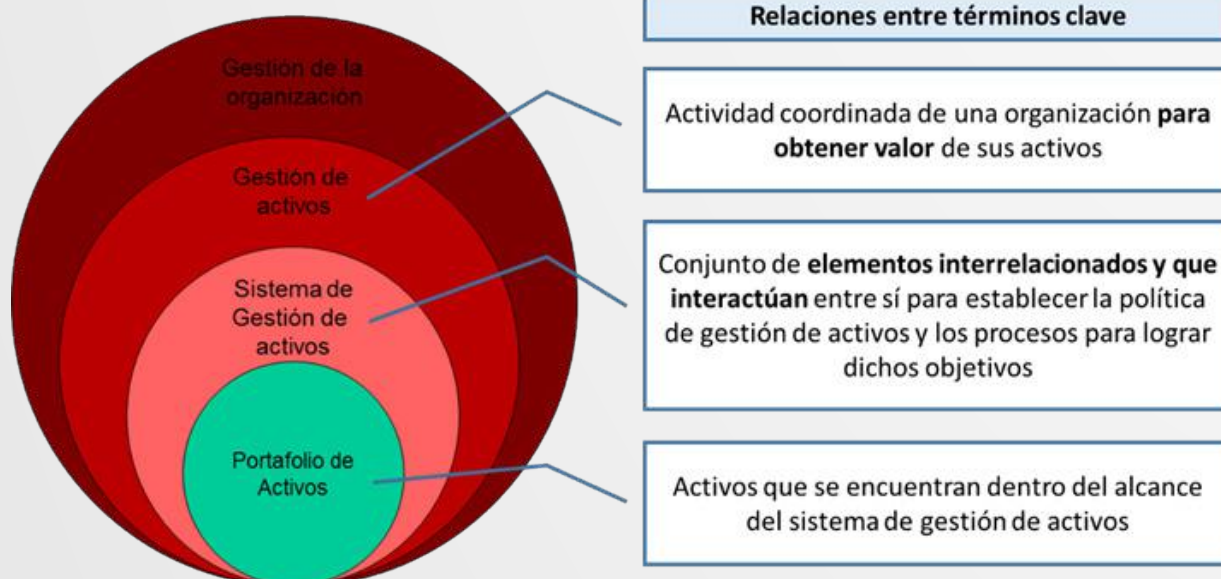 Relaciones entre términos clave
Gestión de la
organización
Gestión de
activos
Sistema de
Gestión de
activos
Portafolio de
Activos
Actividad coordinada de una organización para
obtener valor de sus activos
Conjunto de elementos interrelacionados y que
interactúan entre sí para establecer la política
de gestión de activos y los procesos para lograr
dichos objetivos
Activos que se encuentran dentro del alcance
del sistema de gestión de activos